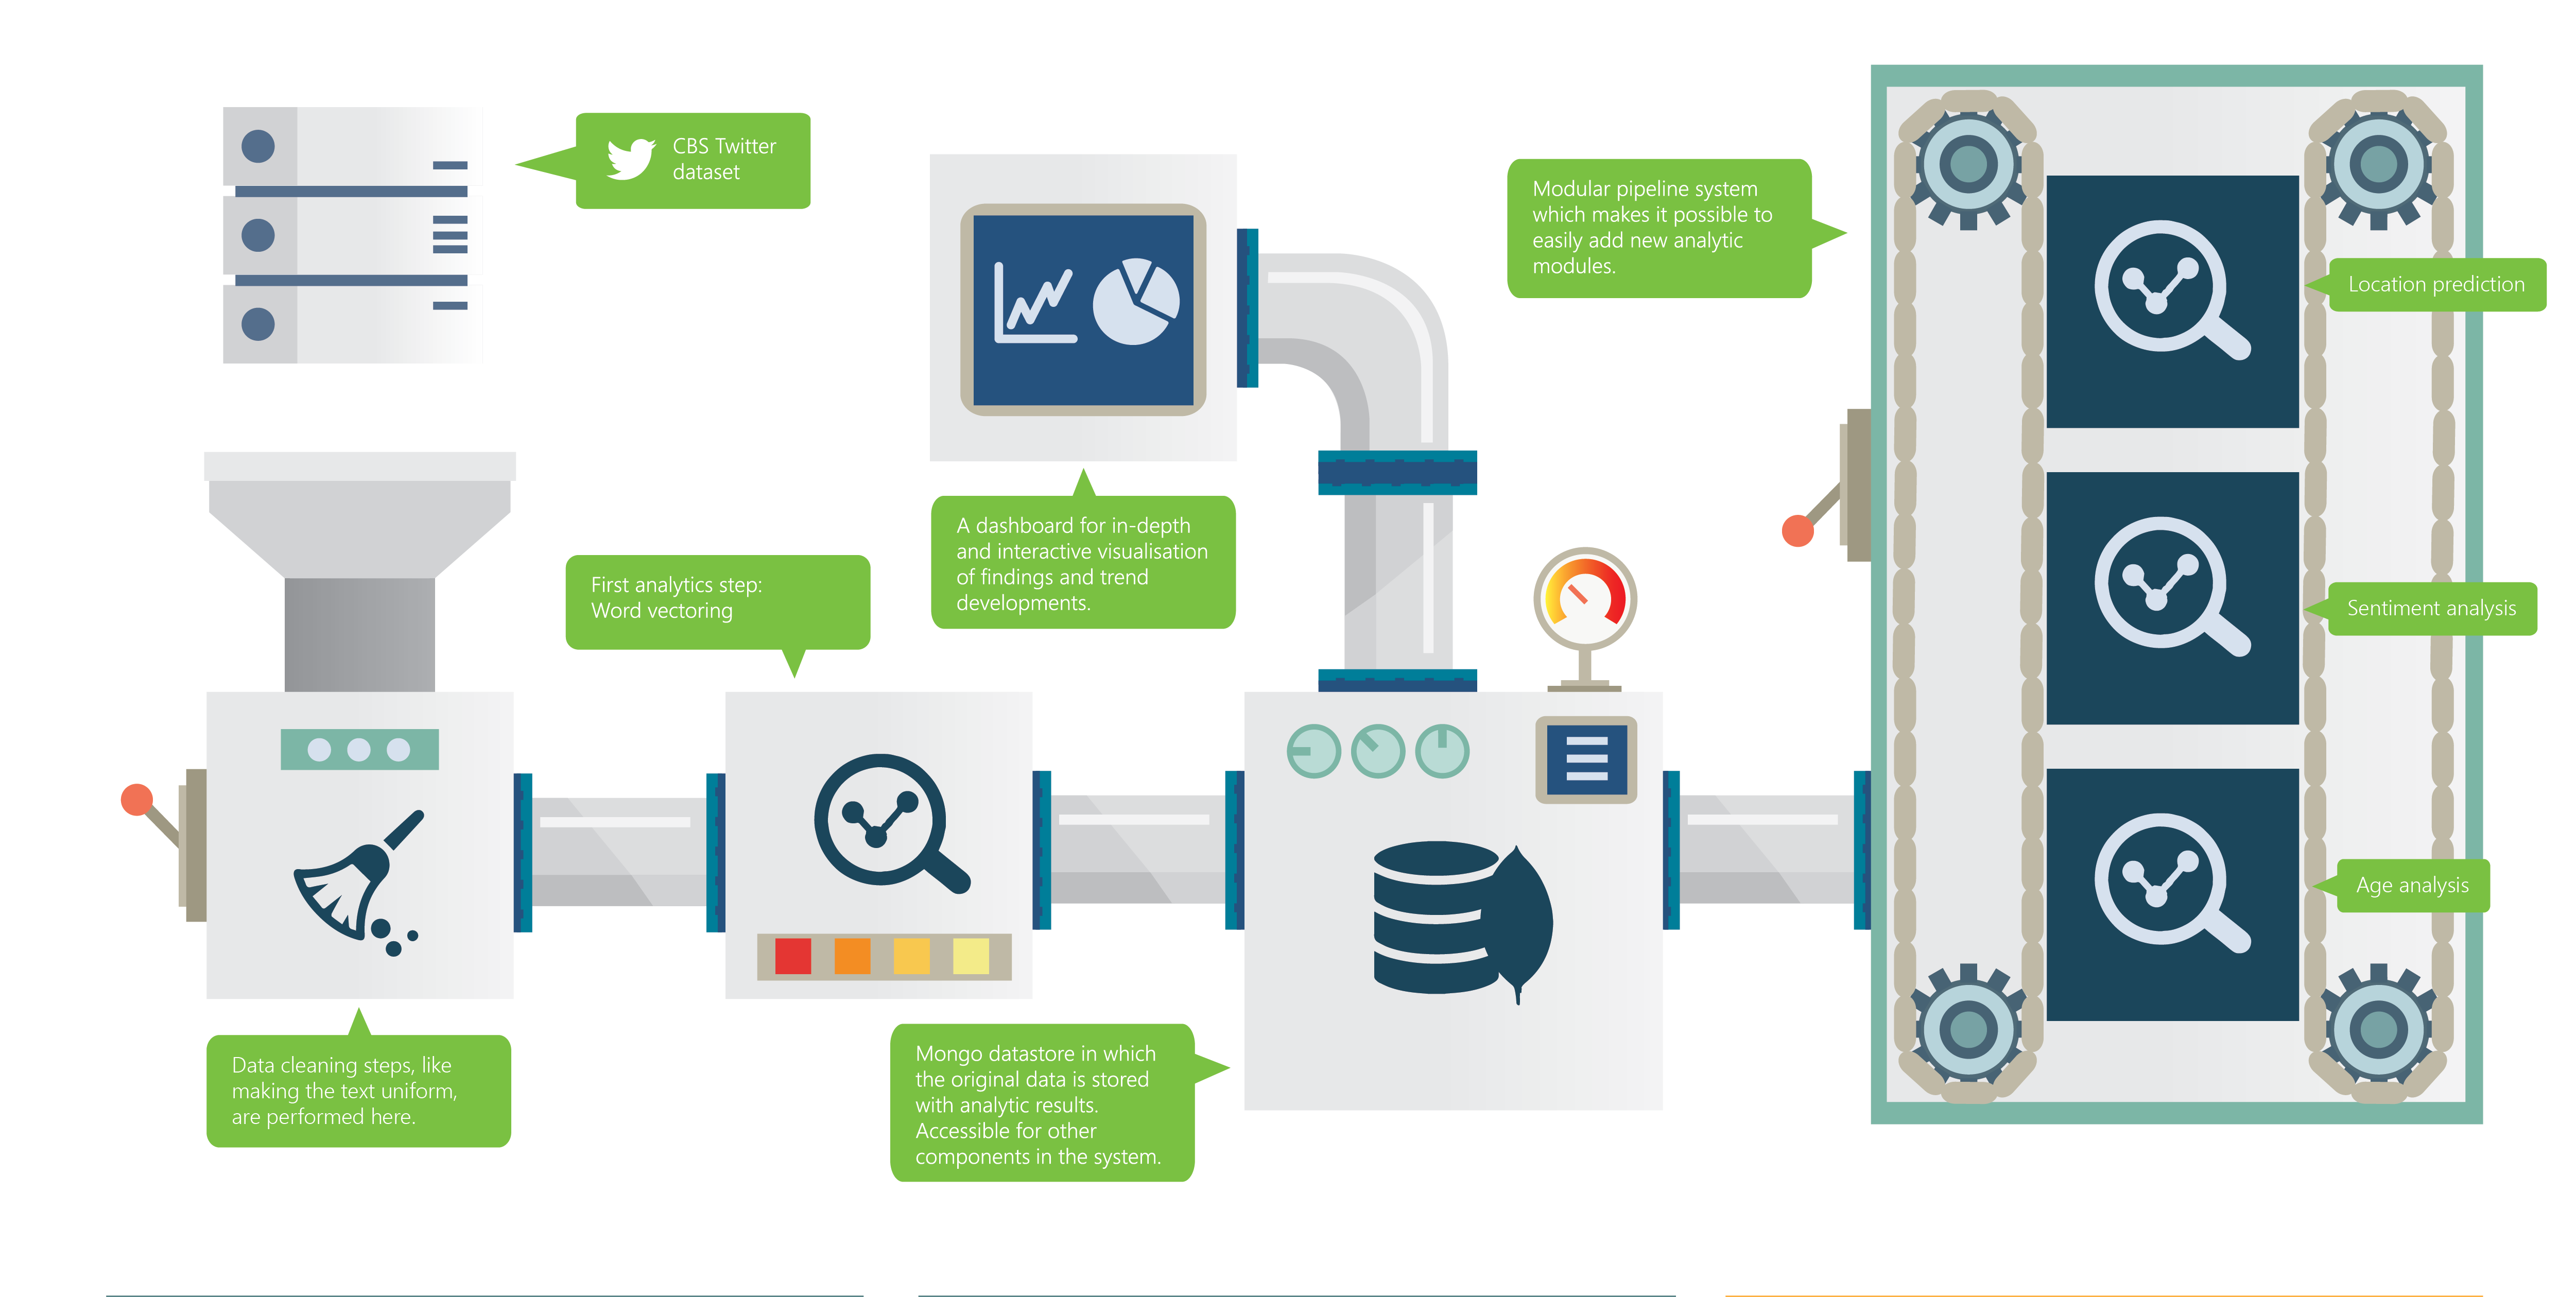 CBS Twitter
dataset
Modular pipeline system
which makes it possible to
easily add new analytic
modules.
Location prediction
A dashboard for in-depth
and interactive visualisation
of findings and trend
developments.
First analytics step:
Word vectoring
Sentiment analysis
Age analysis
Data cleaning steps, like
making the text uniform,
are performed here.
Mongo datastore in which
the original data is stored
with analytic results.
Accessible for other
components in the system.